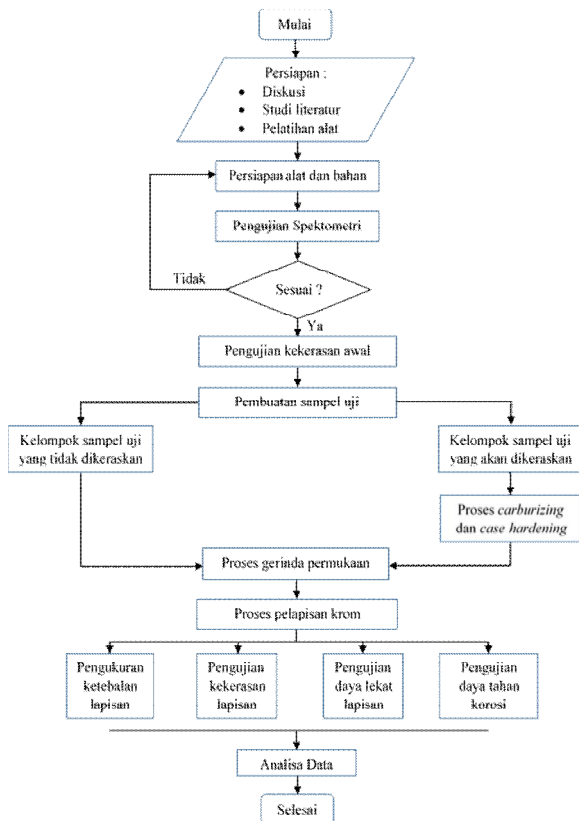 Mulai
Persiapan :
• Diskusi
• Studi literatur
• Pelatihan alat
Persiapan alat dan bahan
Pengujian Spektometri
Tidak
Sesuai ?
Ya
Pengujian kekerasan awal
Pembuatan sampel uji
Kelompok sampel uji
yang tidak dikeraskan
Kelompok sampel uji
yang akan dikeraskan
Proses carburizing
dan case hardening
Proses gerinda permukaan
Proses pelapisan krom
Pengukuran
ketebalan
lapisan
Pengujian
kekerasan
lapisan
Pengujian
daya lekat
lapisan
Pengujian
daya tahan
korosi
Analisa Data
Selesai